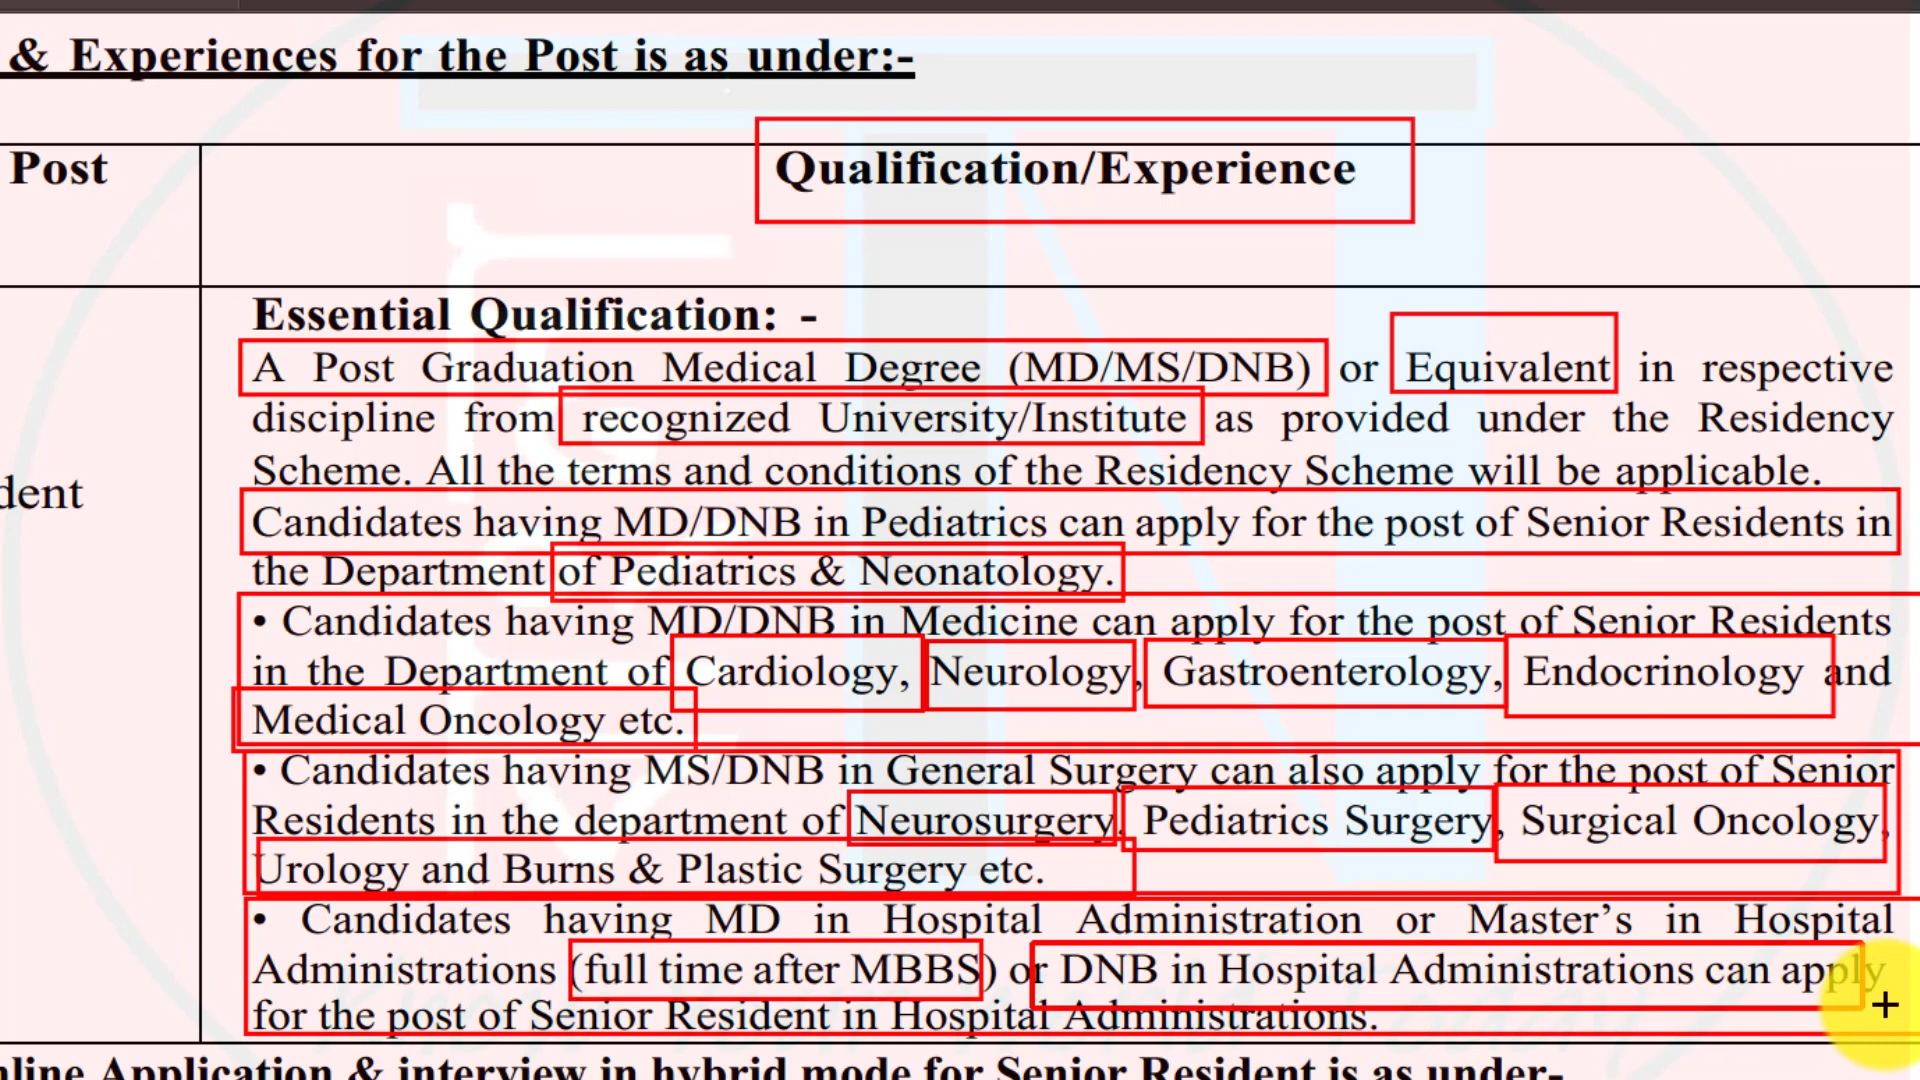 & Experiences for the Post is as under:-
Post
Qualification/Experience
dent
Essential Qualification: -
A Post Graduation Medical Degree (MD/MS/DNB) or Equivalent in respective
discipline from recognized University/Institute as provided under the Residency
Scheme. All the terms and conditions of the Residency Scheme will be applicable.
Candidates having MD/DNB in Pediatrics can apply for the post of Senior Residents in
the Department of Pediatrics & Neonatology.
• Candidates having MD/DNB in Medicine can apply for the post of Senior Residents
in the Department of Cardiology, Neurology, Gastroenterology, Endocrinology and
Medical Oncology etc.
• Candidates having MS/DNB in General Surgery can also apply for the post of Senior
Residents in the department of Neurosurgery, Pediatrics Surgery, Surgical Oncology,
Urology and Burns & Plastic Surgery etc.
• Candidates having MD in Hospital Administration or Master’s in Hospital
Administrations (full time after MBBS) or DNB in Hospital Administrations can apply
for the post of Senior Resident in Hospital Administrations.
nline Application & interview in hybrid mode for Senior Resident is as under-